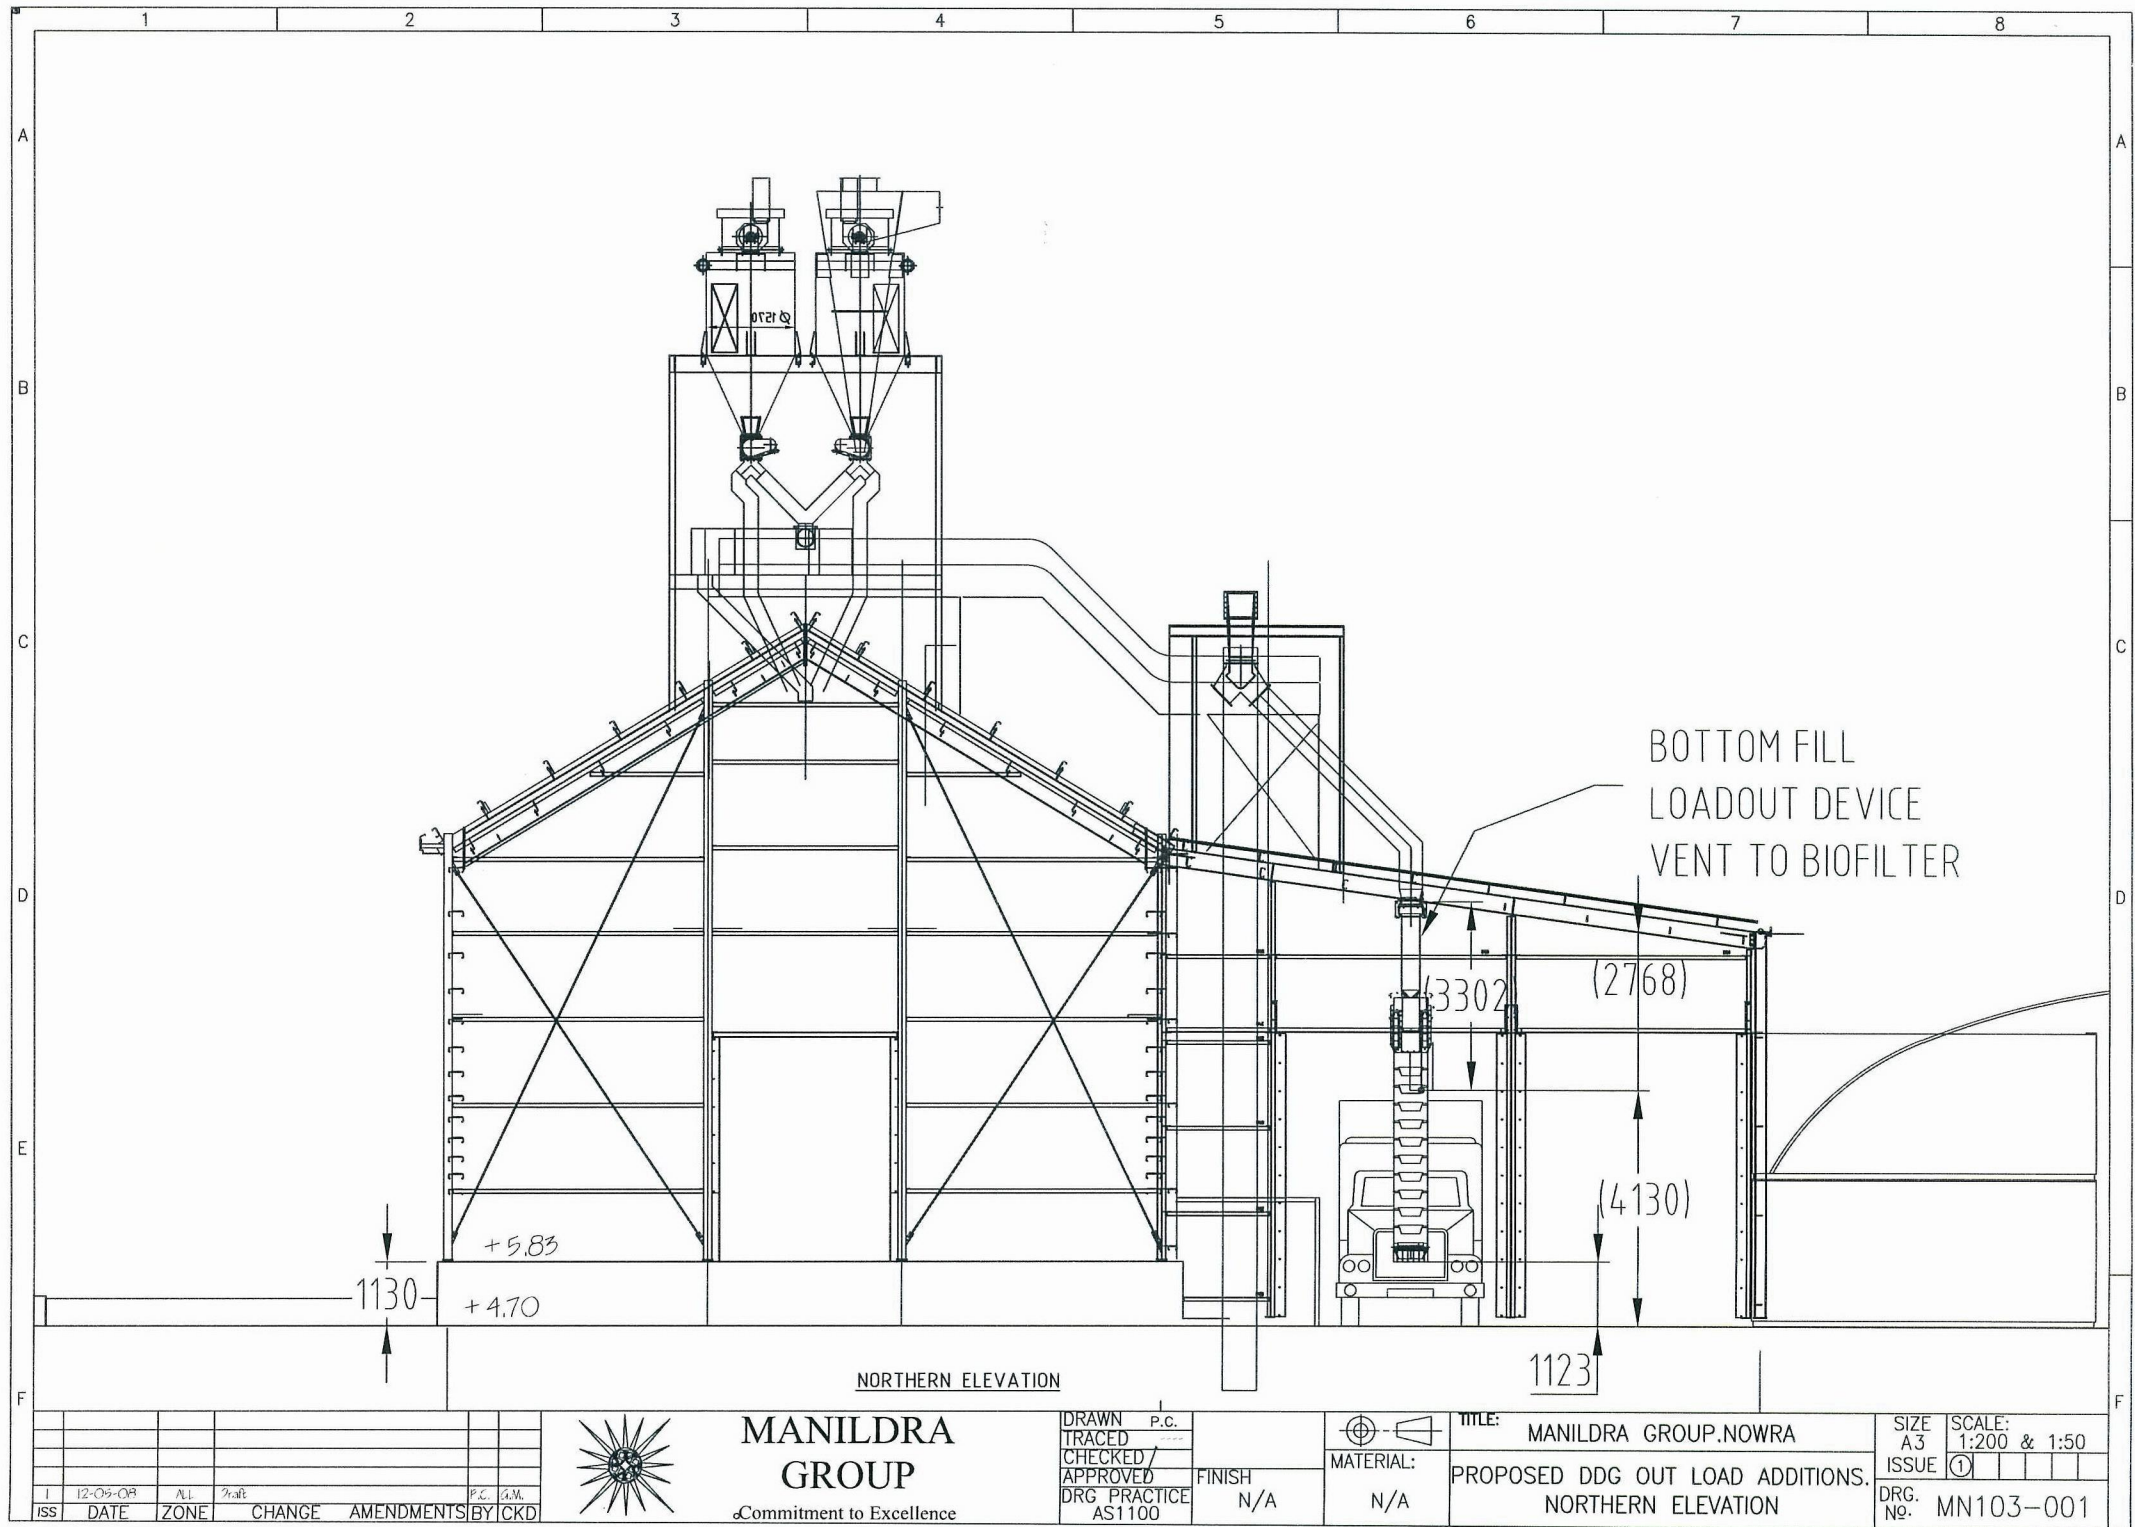 1 2 3 4 5 6 7 8
A A
B B
C C
D D
E E
F F
Ø1570
BOTTOM FILL
LOADOUT DEVICE
VENT TO BIOFILTER
(3302
(2768)
(4130)
+5.83
1130
+4.70
1123
NORTHERN ELEVATION
1 12-05-08 ALL Draft P.C. G.M.
ISS DATE ZONE CHANGE AMENDMENTS BY CKD
MANILDRA
GROUP
Commitment to Excellence
DRAWN P.C.
TRACED ----
CHECKED
APPROVED
DRG PRACTICE
AS1100
FINISH
N/A
MATERIAL:
N/A
TITLE: MANILDRA GROUP.NOWRA
PROPOSED DDG OUT LOAD ADDITIONS.
NORTHERN ELEVATION
SIZE
A3
SCALE:
1:200 & 1:50
ISSUE 1
DRG.
Nº. MN103-001